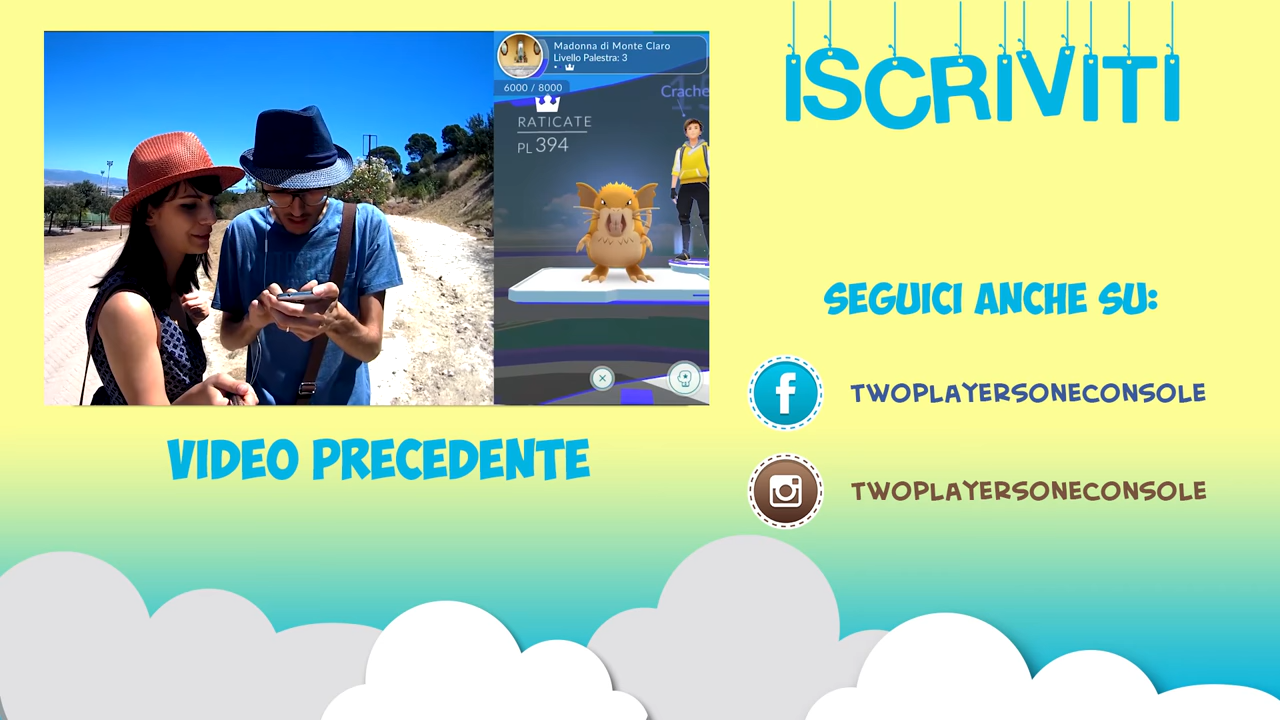 Madonna di Monte Claro
Livello Palestra: 3
6000 / 8000
Crache
RATICATE
PL 394
ISCRIVITI
SEGUICI ANCHE SU:
TWOPLAYERSONECONSOLE
TWOPLAYERSONECONSOLE
VIDEO PRECEDENTE